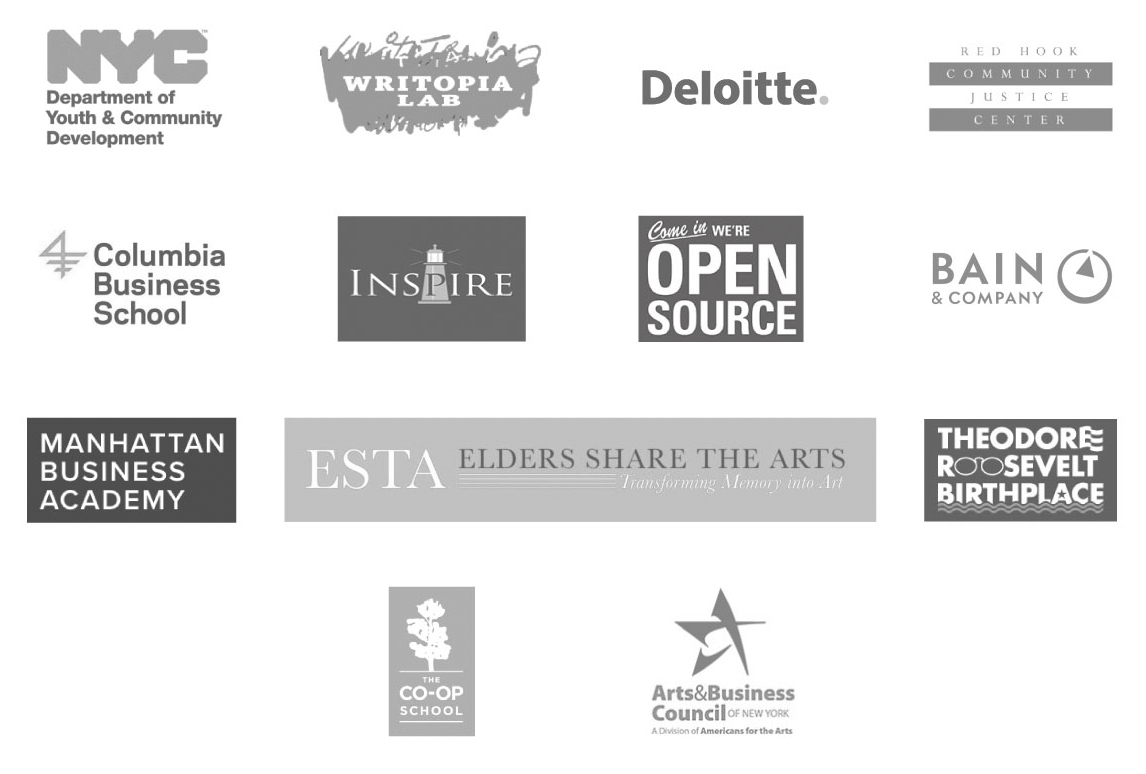 NYC™
Department of
Youth & Community
Development
WRITOPIA
LAB
Deloitte.
RED HOOK
COMMUNITY
JUSTICE
CENTER
Columbia
Business
School
INSPIRE
Come in WE'RE
OPEN
SOURCE
BAIN
& COMPANY
MANHATTAN
BUSINESS
ACADEMY
ESTA ELDERS SHARE THE ARTS
Transforming Memory into Art
THEODORE
ROOSEVELT
BIRTHPLACE
THE
CO-OP
SCHOOL
Arts&Business
Council OF NEW YORK
A Division of Americans for the Arts